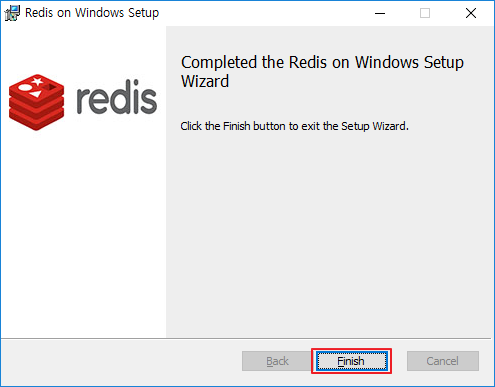 Redis on Windows Setup
redis
Completed the Redis on Windows Setup
Wizard
Click the Finish button to exit the Setup Wizard.
Back
Finish
Cancel